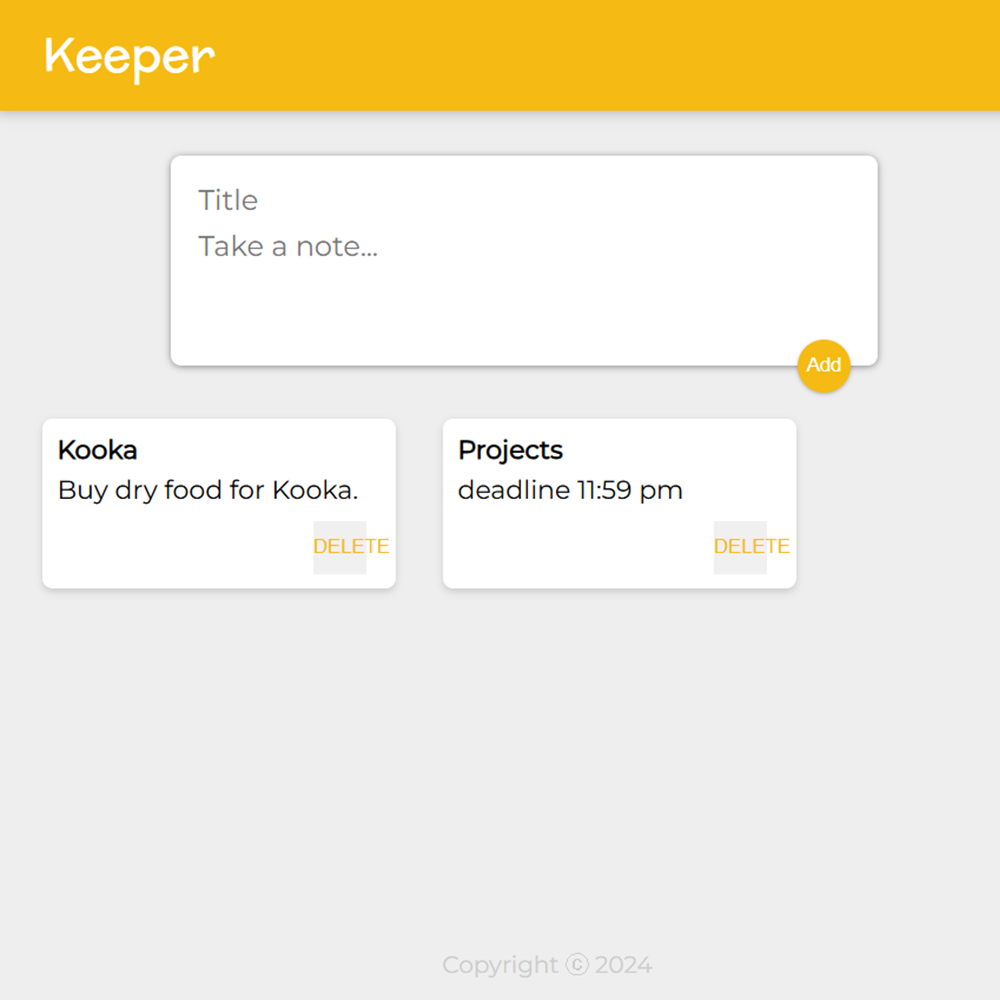 Keeper
Title
Take a note...
Add
Kooka
Buy dry food for Kooka.
DELETE
Projects
deadline 11:59 pm
DELETE
Copyright ⓒ 2024